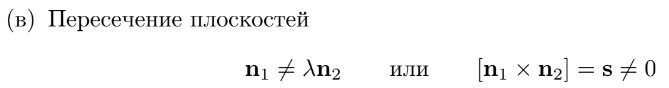 (в) Пересечение плоскостей
n₁ ≠ λn₂ или [n₁ × n₂] = s ≠ 0